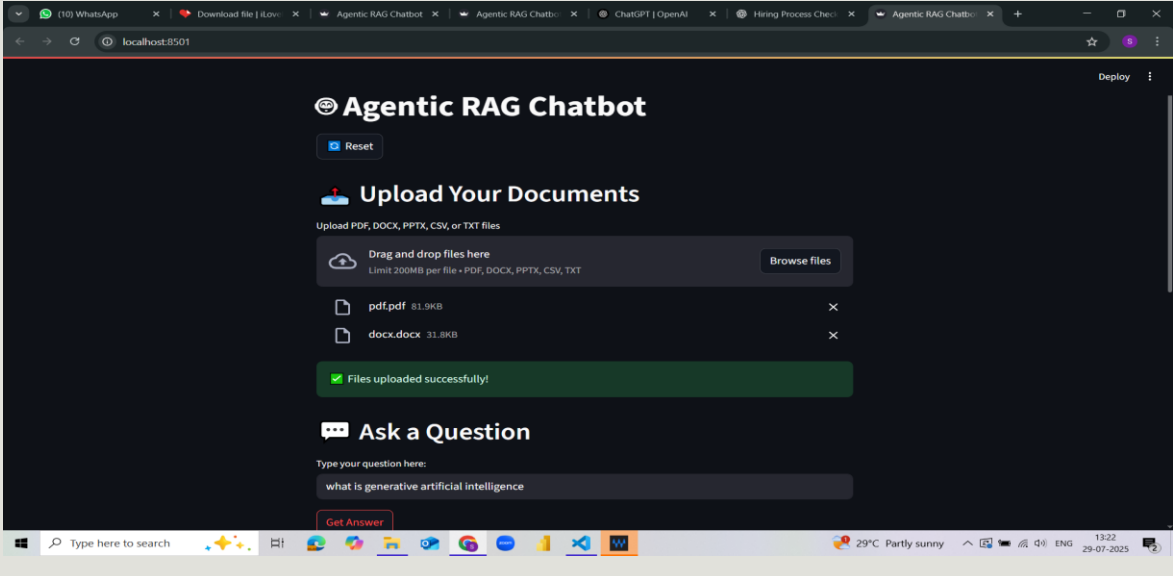 (10) WhatsApp
Download file | iLove
Agentic RAG Chatbot
Agentic RAG Chatbo
ChatGPT | OpenAI
Hiring Process Check
Agentic RAG Chatbo
localhost:8501
S
Deploy
Agentic RAG Chatbot
Reset
Upload Your Documents
Upload PDF, DOCX, PPTX, CSV, or TXT files
Drag and drop files here
Limit 200MB per file • PDF, DOCX, PPTX, CSV, TXT
Browse files
pdf.pdf 81.9KB
docx.docx 31.8KB
Files uploaded successfully!
Ask a Question
Type your question here:
what is generative artificial intelligence
Get Answer
Type here to search
29°C Partly sunny
ENG
13:22
29-07-2025
2